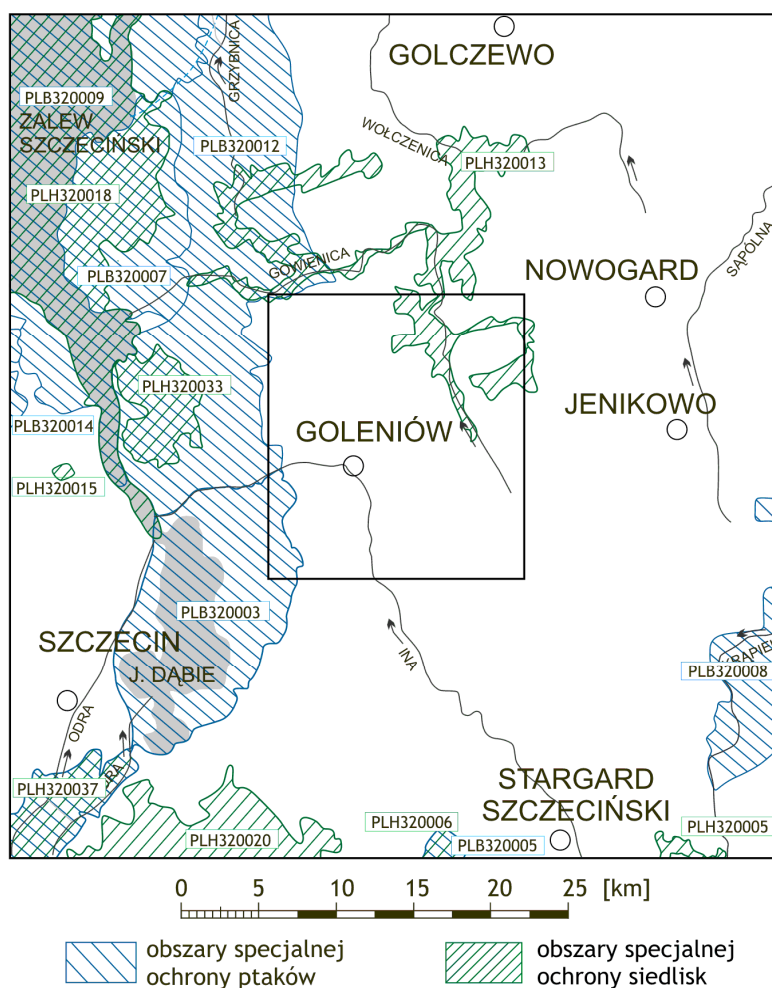 GOLCZEWO
GRZYBNICA
PLB320009
ZALEW
SZCZECIŃSKI
PLB320012
WOŁCZENICA
PLH320013
PLH320018
SĄPÓLNA
PLB320007
GOWIENICA
NOWOGARD
PLH320033
JENIKOWO
PLB320014
GOLENIÓW
PLH320015
PLB320003
SZCZECIN
J. DĄBIE
INA
PLB320008
ODRA
STARGARD
SZCZECIŃSKI
PLH320037
PLH320006
PLH320005
PLH320020
PLB320005
0 5 10 15 20 25 [km]
obszary specjalnej
ochrony ptaków
obszary specjalnej
ochrony siedlisk